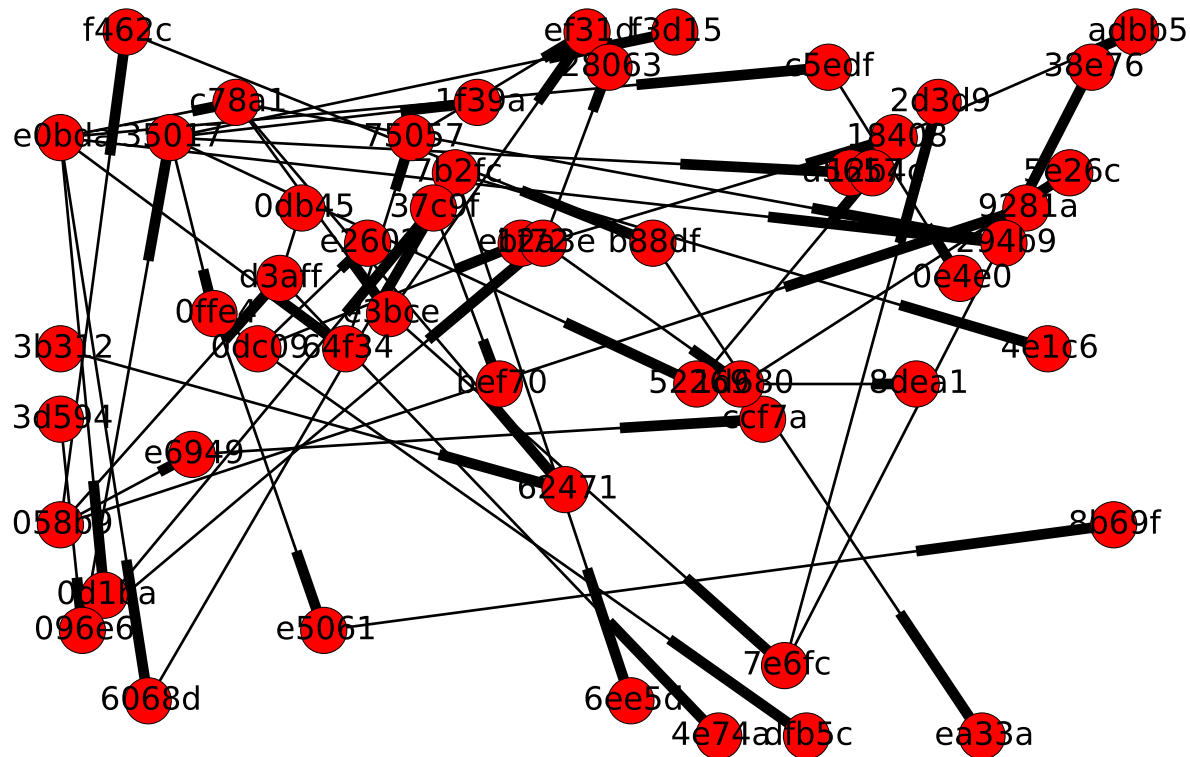 f462c
ef31d
f3d15
adbb5
28063
c5edf
38e76
c78a1
1f39a
2d3d9
e0bda
35017
75057
18408
7b2fc
5e26c
0db45
37c9f
9281a
b88df
294b9
d3aff
0e4e0
0ffe4
e3bce
3b312
0dc09
64f34
4e1c6
bef70
8dea1
3d594
ccf7a
e6949
62471
058b9
8b69f
0d1ba
096e6
e5061
7e6fc
6068d
6ee5d
4e74a
dfb5c
ea33a